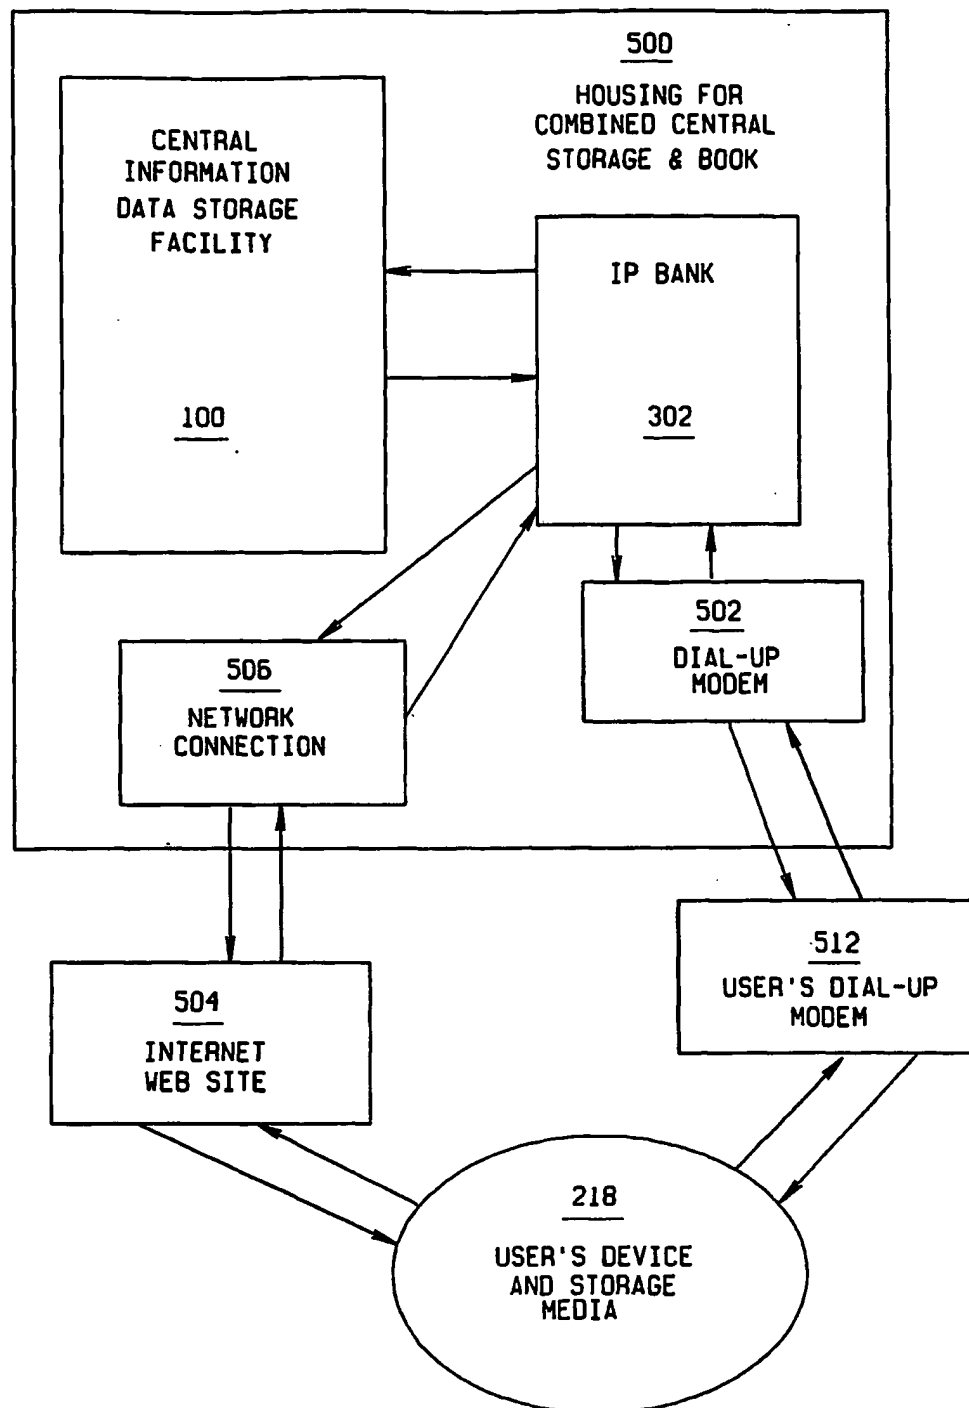 500
HOUSING FOR
COMBINED CENTRAL
STORAGE & BOOK
CENTRAL
INFORMATION
DATA STORAGE
FACILITY
100
IP BANK
302
502
DIAL-UP
MODEM
506
NETWORK
CONNECTION
504
INTERNET
WEB SITE
512
USER'S DIAL-UP
MODEM
218
USER'S DEVICE
AND STORAGE
MEDIA